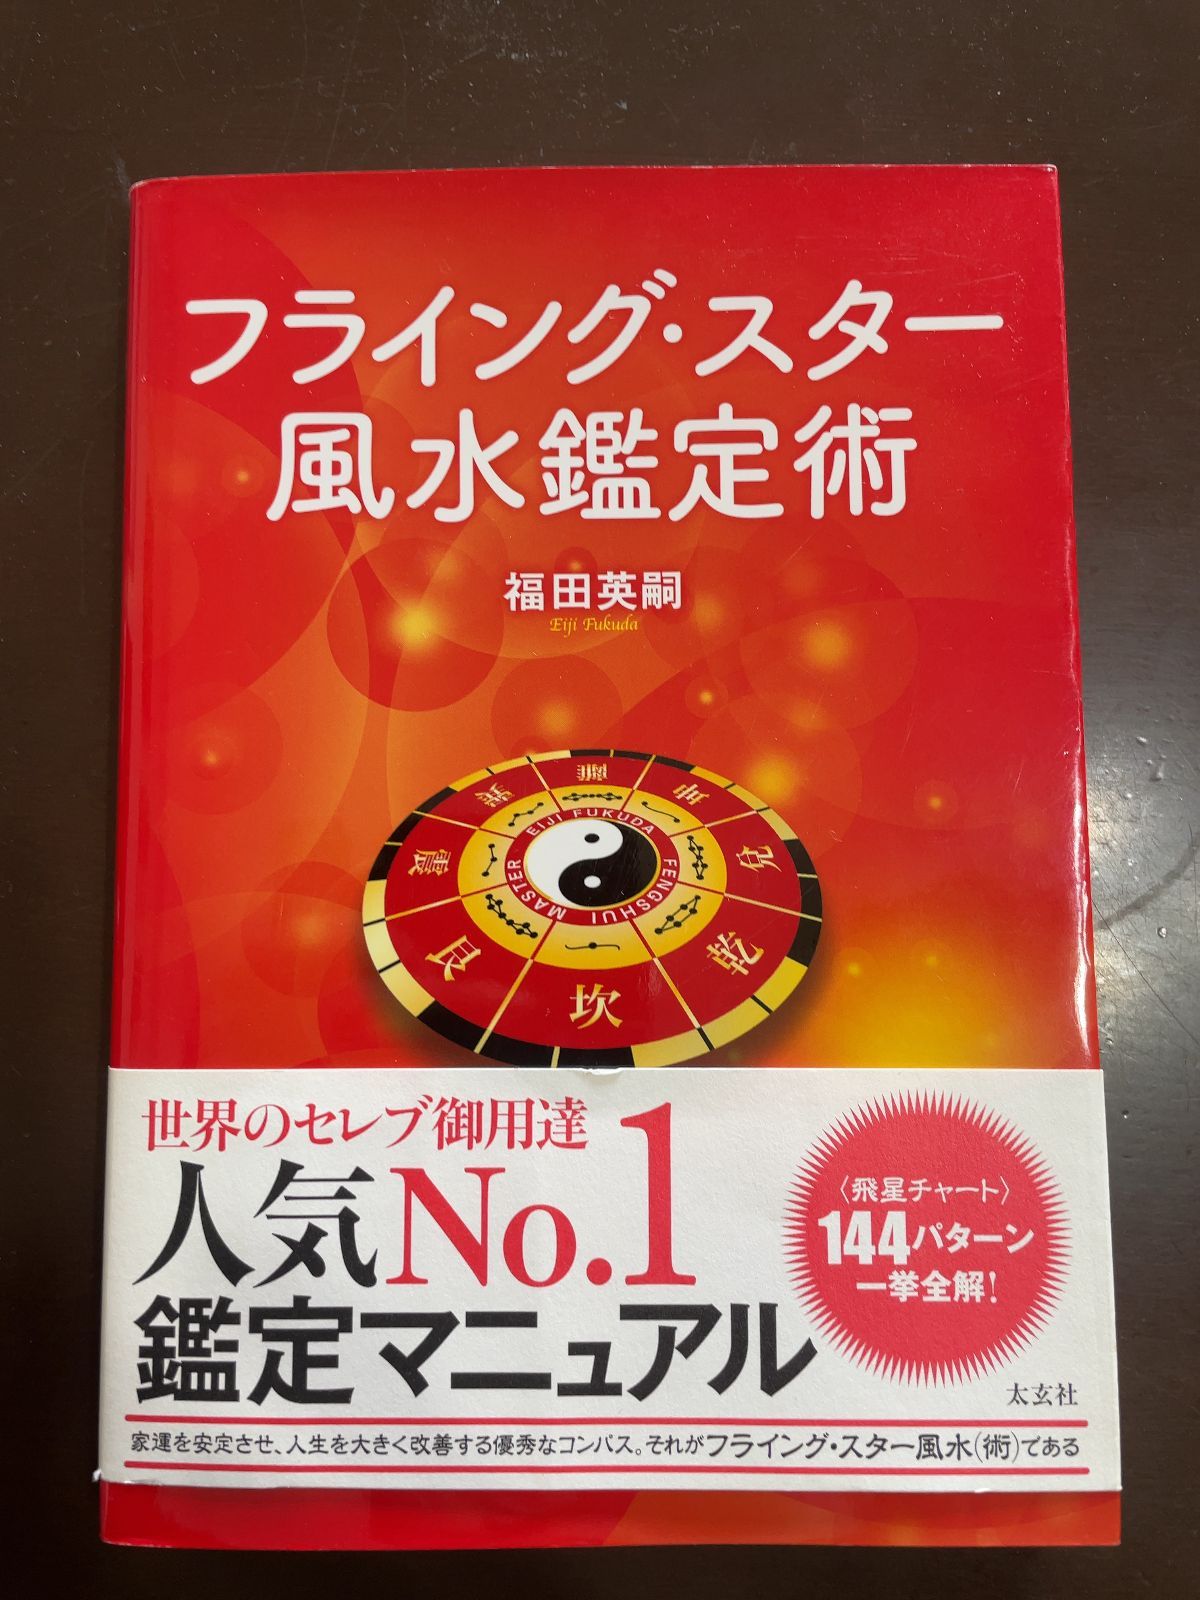 フライング・スター
風水鑑定術
福田英嗣
Eiji Fukuda
離
坤
兌
乾
坎
艮
震
巽
EIJI FUKUDA
FENGSHUI MASTER
世界のセレブ御用達
人気No.1
鑑定マニュアル
〈飛星チャート〉
144パターン
一挙全解!
太玄社
家運を安定させ、人生を大きく改善する優秀なコンパス。それがフライング・スター風水(術)である